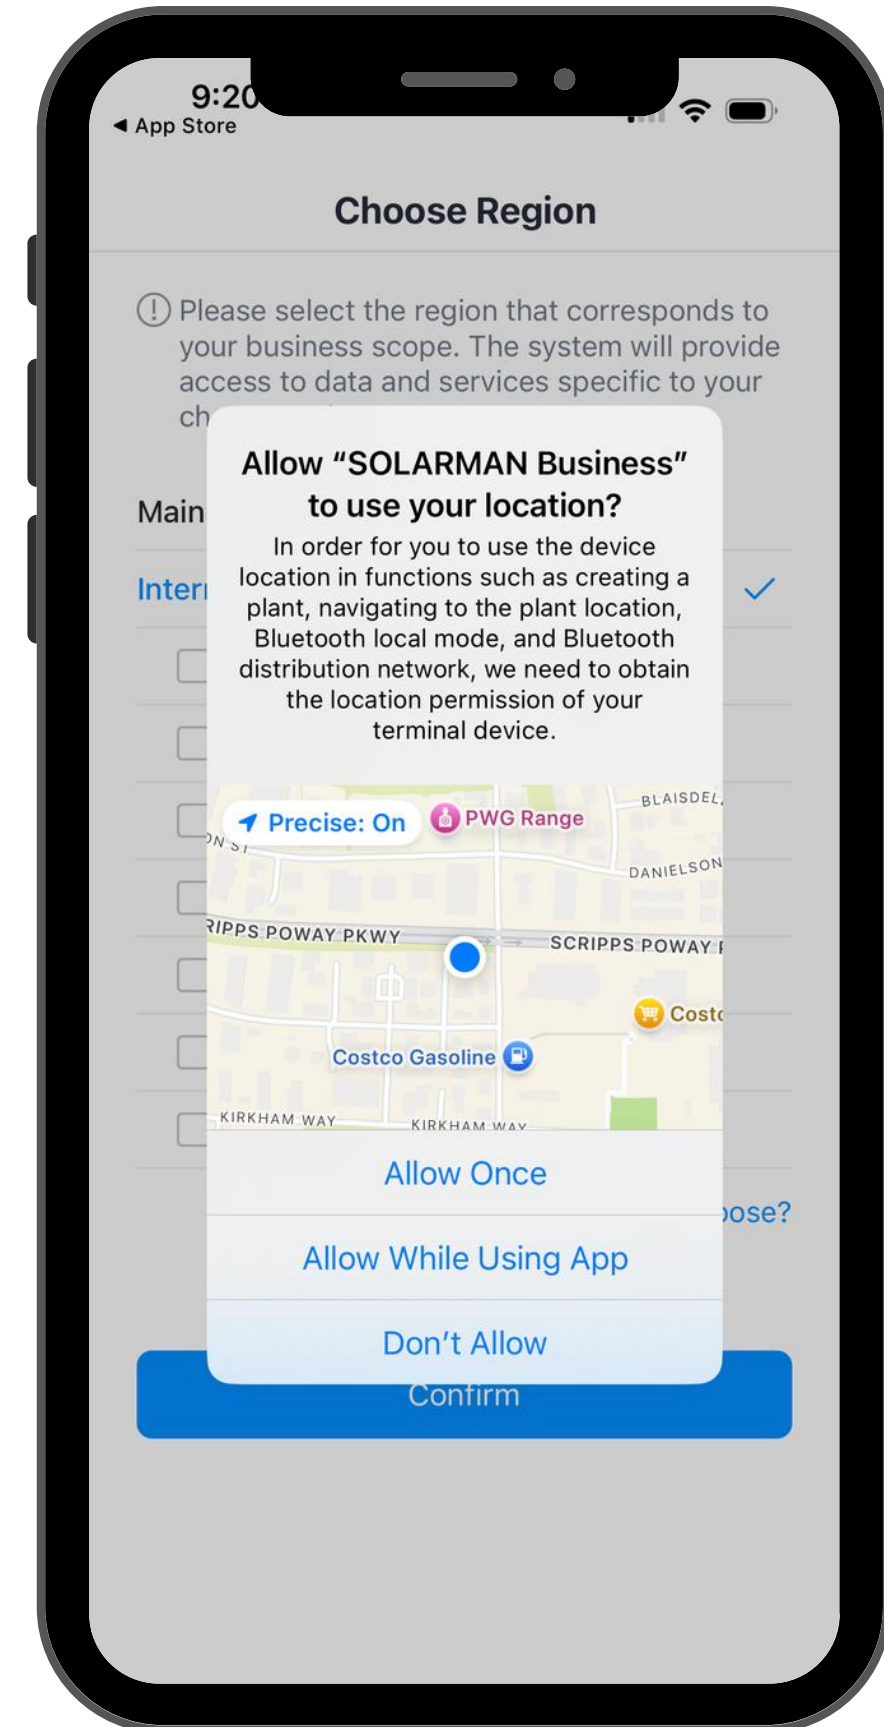 9:20
◀ App Store
Choose Region
Please select the region that corresponds to
your business scope. The system will provide
access to data and services specific to your
Allow “SOLARMAN Business”
to use your location?
In order for you to use the device
location in functions such as creating a
plant, navigating to the plant location,
Bluetooth local mode, and Bluetooth
distribution network, we need to obtain
the location permission of your
terminal device.
Main
BLAISDEL
Precise: On
PWG Range
ON ST
DANIELSON
RIPPS POWAY PKWY
SCRIPPS POWAY
Costc
Costco Gasoline
KIRKHAM WAY
KIRKHAM WAY
Allow Once
oose?
Allow While Using App
Don’t Allow
Confirm